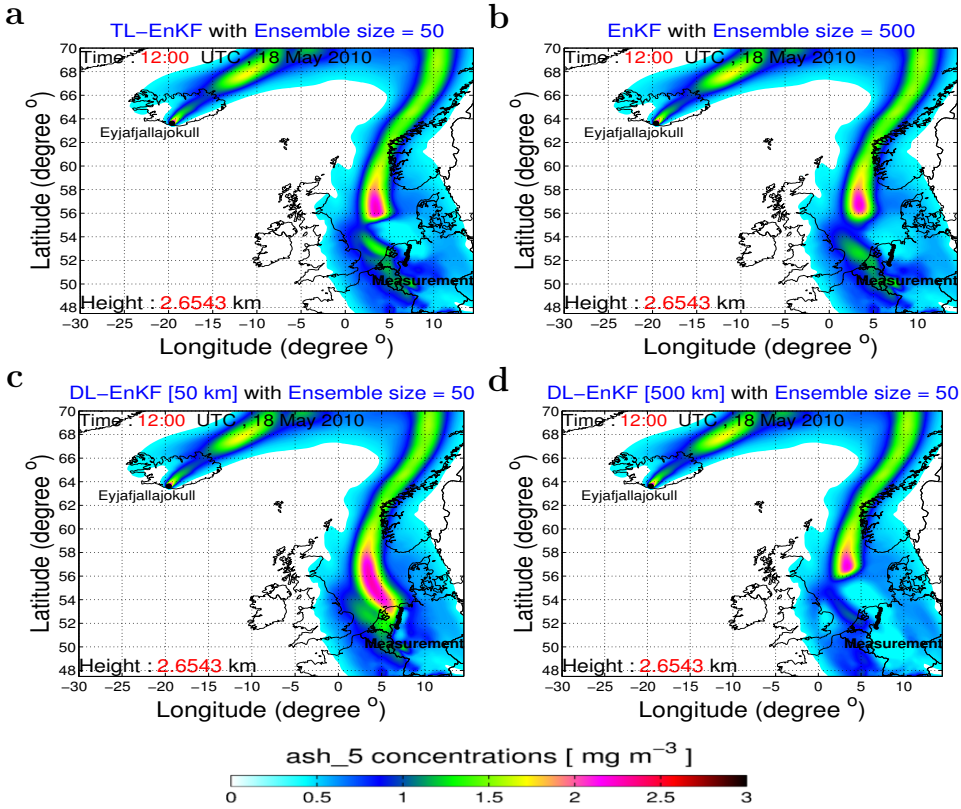 a
TL−EnKF with Ensemble size = 50
Time : 12:00 UTC , 18 May 2010
Eyjafjallajokull
Measurement
Height : 2.6543 km
Latitude (degree °)
70
68
66
64
62
60
58
56
54
52
50
48
−30 −25 −20 −15 −10 −5 0 5 10
Longitude (degree °)
b
EnKF with Ensemble size = 500
Time : 12:00 UTC , 18 May 2010
Eyjafjallajokull
Measurement
Height : 2.6543 km
Latitude (degree °)
70
68
66
64
62
60
58
56
54
52
50
48
−30 −25 −20 −15 −10 −5 0 5 10
Longitude (degree °)
c
DL−EnKF [50 km] with Ensemble size = 50
Time : 12:00 UTC , 18 May 2010
Eyjafjallajokull
Measurement
Height : 2.6543 km
Latitude (degree °)
70
68
66
64
62
60
58
56
54
52
50
48
−30 −25 −20 −15 −10 −5 0 5 10
Longitude (degree °)
d
DL−EnKF [500 km] with Ensemble size = 50
Time : 12:00 UTC , 18 May 2010
Eyjafjallajokull
Measurement
Height : 2.6543 km
Latitude (degree °)
70
68
66
64
62
60
58
56
54
52
50
48
−30 −25 −20 −15 −10 −5 0 5 10
Longitude (degree °)
ash_5 concentrations [ mg m⁻³ ]
0 0.5 1 1.5 2 2.5 3